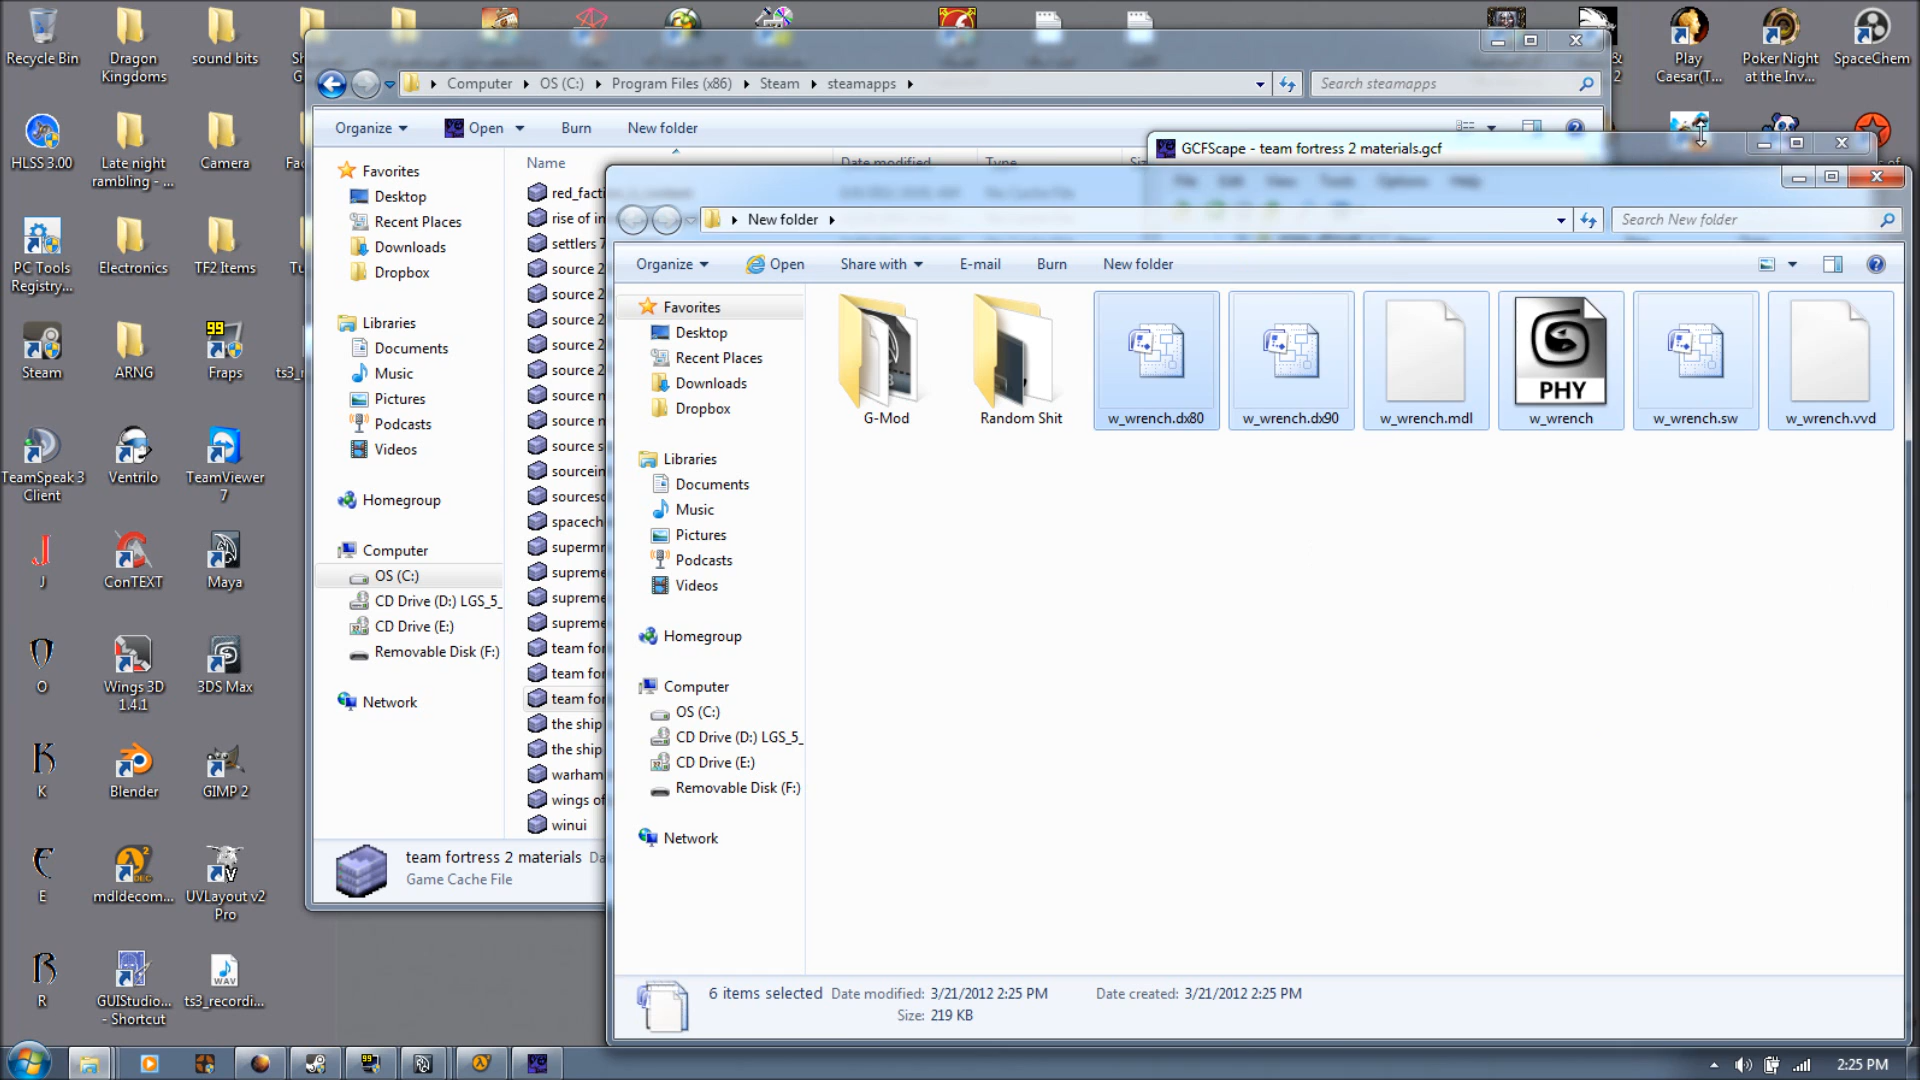 Recycle Bin
Dragon
Kingdoms
sound bits
Play
Caesar(T...
Poker Night
at the Inv...
SpaceChem
HLSS 3.00
Late night
rambling - ...
Camera
PC Tools
Registry...
Electronics
TF2 Items
Steam
ARNG
Fraps
TeamSpeak 3
Client
Ventrilo
TeamViewer
7
J
ConTEXT
Maya
O
Wings 3D
1.4.1
3DS Max
K
Blender
GIMP 2
E
mdldecom...
UVLayout v2
Pro
R
GUIStudio...
- Shortcut
ts3_recordi...
Computer
OS (C:)
Program Files (x86)
Steam
steamapps
Search steamapps
Organize
Open
Burn
New folder
Name
Date modified
Type
Favorites
Desktop
Recent Places
Downloads
Dropbox
Libraries
Documents
Music
Pictures
Podcasts
Videos
Homegroup
Computer
OS (C:)
CD Drive (D:) LGS_5_
CD Drive (E:)
Removable Disk (F:)
Network
red_facti
rise of in
settlers 7
source 2
source 2
source 2
source 2
source 2
source n
source n
source s
sourcein
sourcesd
spacech
supermn
supreme
supreme
supreme
team for
team for
team for
the ship
the ship
warham
wings of
winui
team fortress 2 materials
Game Cache File
GCFScape - team fortress 2 materials.gcf
File Edit View Tools Options Help
New folder
Search New folder
Organize
Open
Share with
E-mail
Burn
New folder
Favorites
Desktop
Recent Places
Downloads
Dropbox
Libraries
Documents
Music
Pictures
Podcasts
Videos
Homegroup
Computer
OS (C:)
CD Drive (D:) LGS_5_
CD Drive (E:)
Removable Disk (F:)
Network
G-Mod
Random Shit
w_wrench.dx80
w_wrench.dx90
w_wrench.mdl
PHY
w_wrench
w_wrench.sw
w_wrench.vvd
6 items selected
Date modified: 3/21/2012 2:25 PM
Date created: 3/21/2012 2:25 PM
Size: 219 KB
2:25 PM